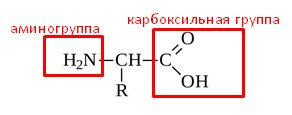 аминогруппа
карбоксильная группа
O
H₂N–CH–C
OH
R